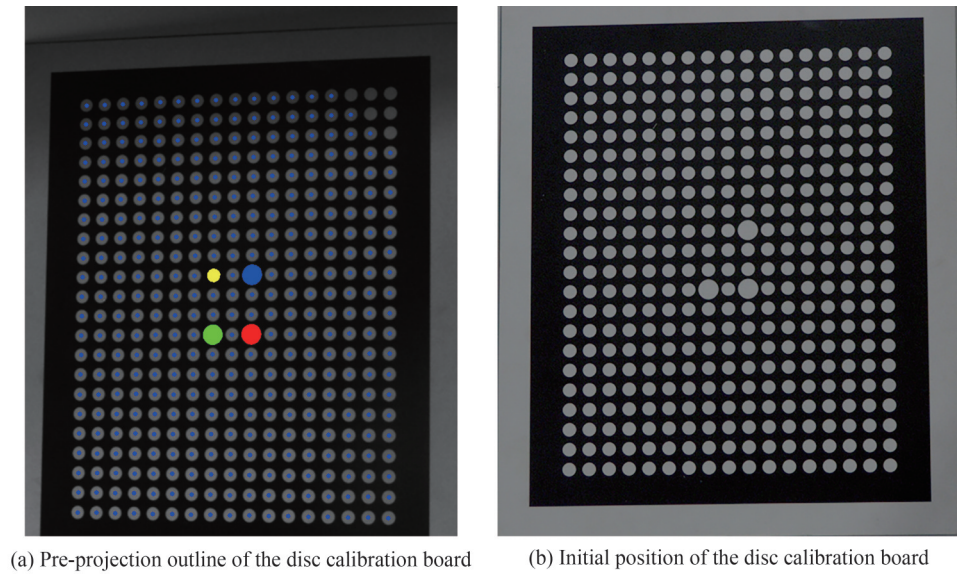 (a) Pre-projection outline of the disc calibration board
(b) Initial position of the disc calibration board